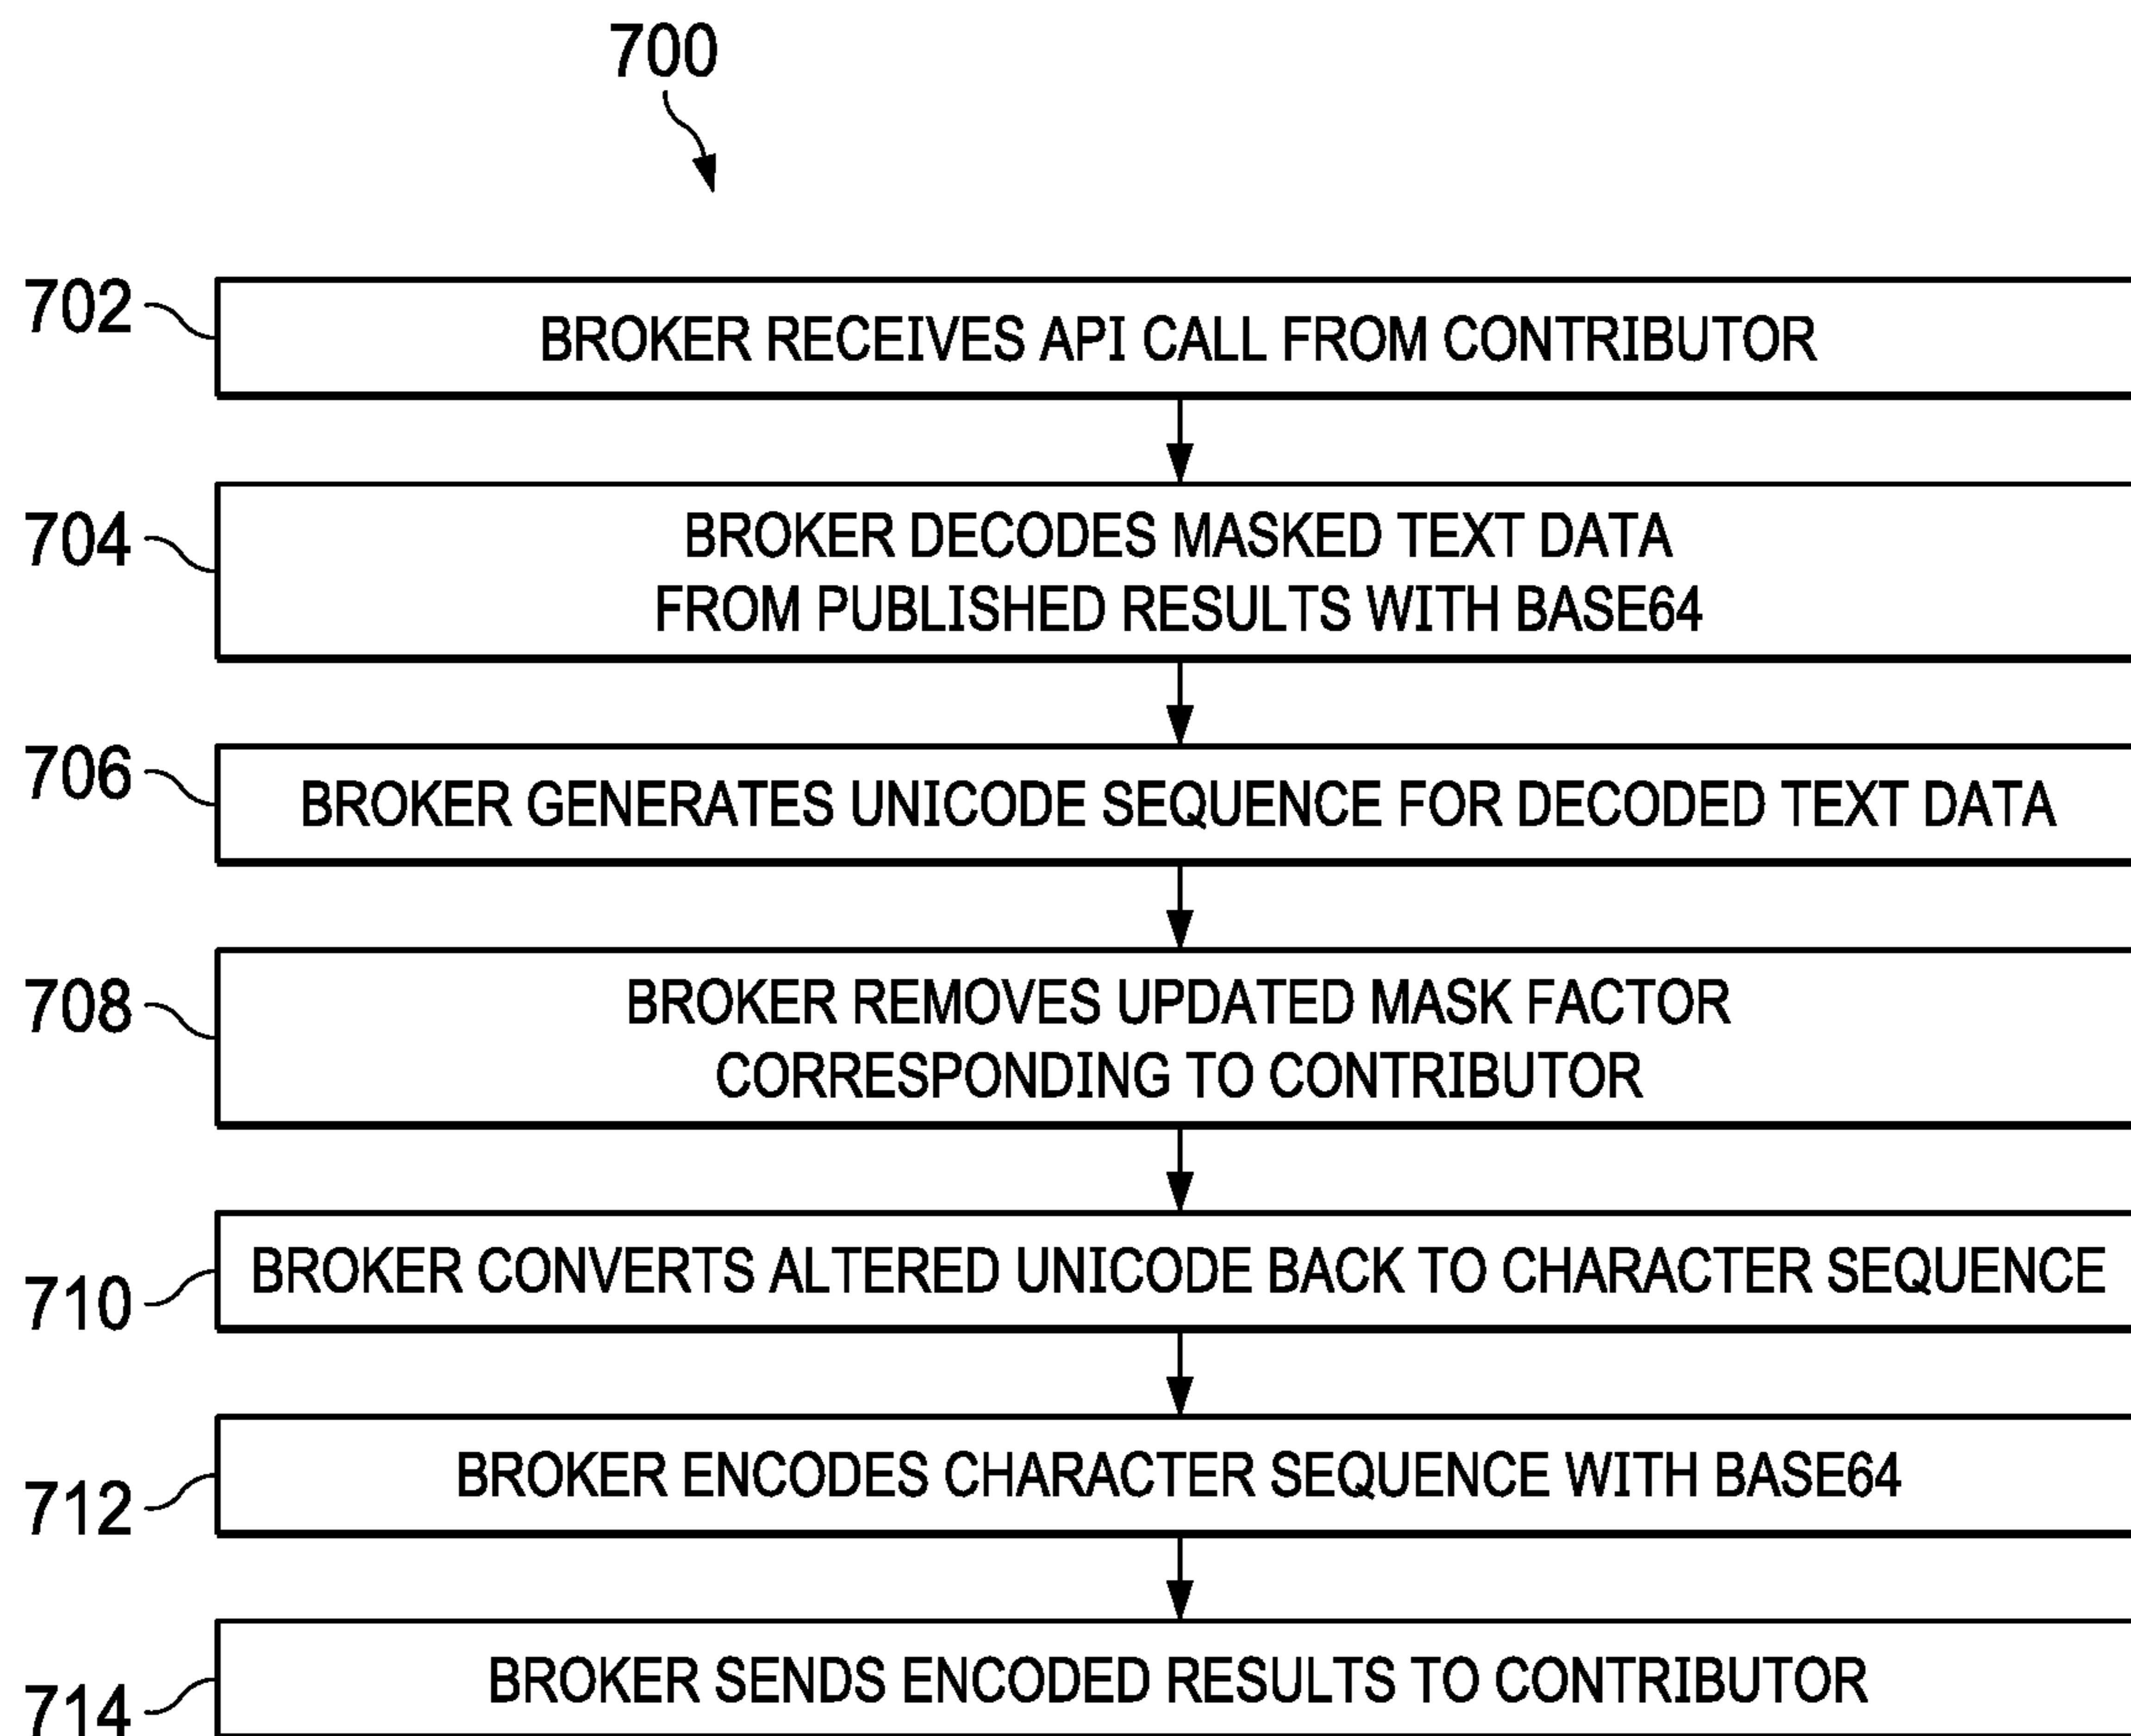 700
702
BROKER RECEIVES API CALL FROM CONTRIBUTOR
704
BROKER DECODES MASKED TEXT DATA
FROM PUBLISHED RESULTS WITH BASE64
706
BROKER GENERATES UNICODE SEQUENCE FOR DECODED TEXT DATA
708
BROKER REMOVES UPDATED MASK FACTOR
CORRESPONDING TO CONTRIBUTOR
710
BROKER CONVERTS ALTERED UNICODE BACK TO CHARACTER SEQUENCE
712
BROKER ENCODES CHARACTER SEQUENCE WITH BASE64
714
BROKER SENDS ENCODED RESULTS TO CONTRIBUTOR